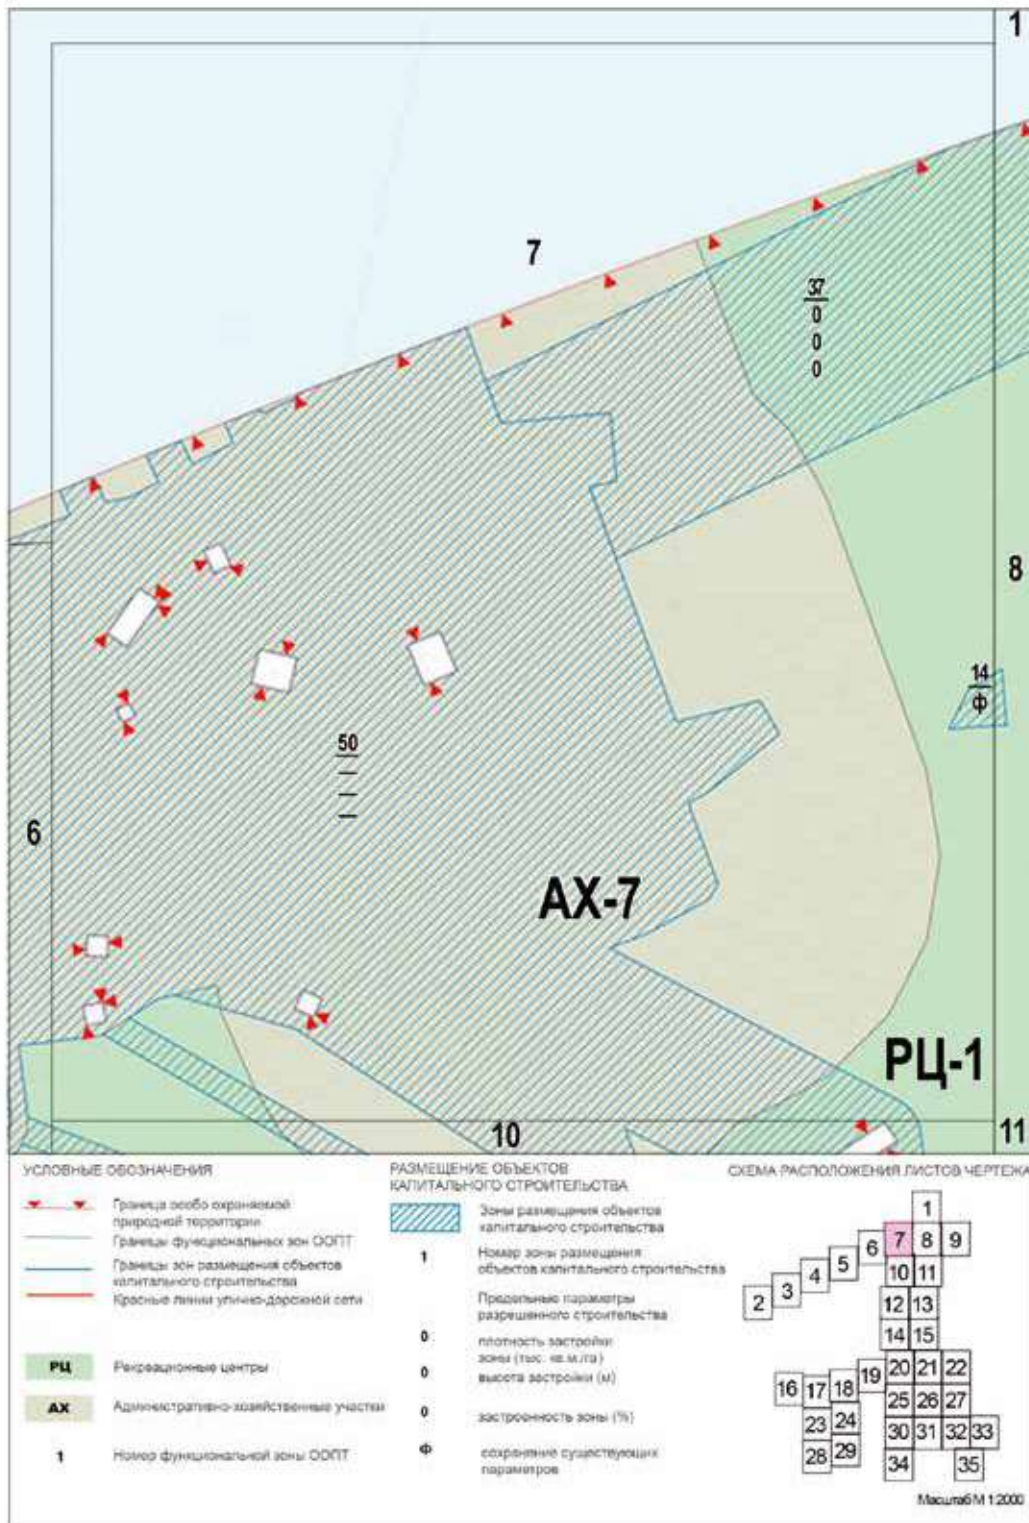 1
7
37
0
0
0
8
14
Ф
50
–
–
–
6
АХ-7
РЦ-1
10
11
УСЛОВНЫЕ ОБОЗНАЧЕНИЯ
Граница особо охраняемой
природной территории
Границы функциональных зон ООПТ
Границы зон размещения объектов
капитального строительства
Красные линии улично-дорожной сети
РЦ Рекреационные центры
АХ Административно-хозяйственные участки
1 Номер функциональной зоны ООПТ
РАЗМЕЩЕНИЕ ОБЪЕКТОВ
КАПИТАЛЬНОГО СТРОИТЕЛЬСТВА
Зоны размещения объектов
капитального строительства
1 Номер зоны размещения
объектов капитального строительства
Предельные параметры
разрешенного строительства
0 плотность застройки
зоны (тыс. кв.м./га)
0 высота застройки (м)
0 застроенность зоны (%)
Ф сохранение существующих
параметров
СХЕМА РАСПОЛОЖЕНИЯ ЛИСТОВ ЧЕРТЕЖА
1
6 7 8 9
5
4 10 11
3
2 12 13
14 15
19 20 21 22
16 17 18
25 26 27
23 24
30 31 32 33
28 29
34 35
Масштаб М 1:2000